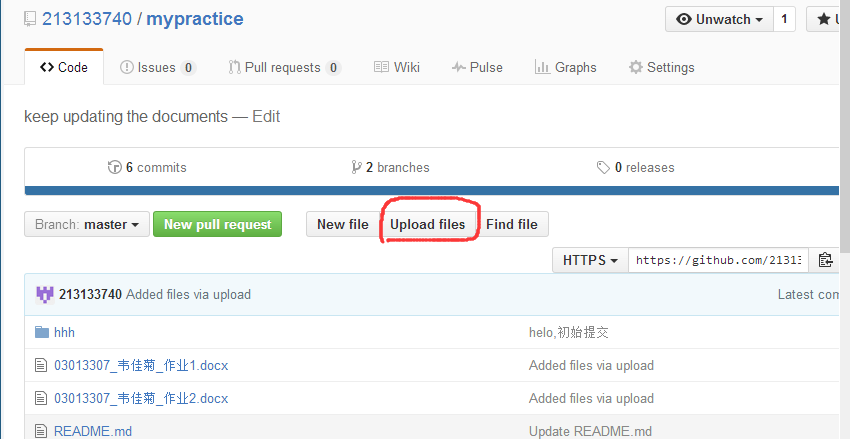 213133740 / mypractice
Unwatch 1
Code Issues 0 Pull requests 0 Wiki Pulse Graphs Settings
keep updating the documents — Edit
6 commits 2 branches 0 releases
Branch: master New pull request New file Upload files Find file
HTTPS https://github.com/21313
213133740 Added files via upload Latest com
hhh helo,初始提交
03013307_韦佳菊_作业1.docx Added files via upload
03013307_韦佳菊_作业2.docx Added files via upload
README.md Update README.md